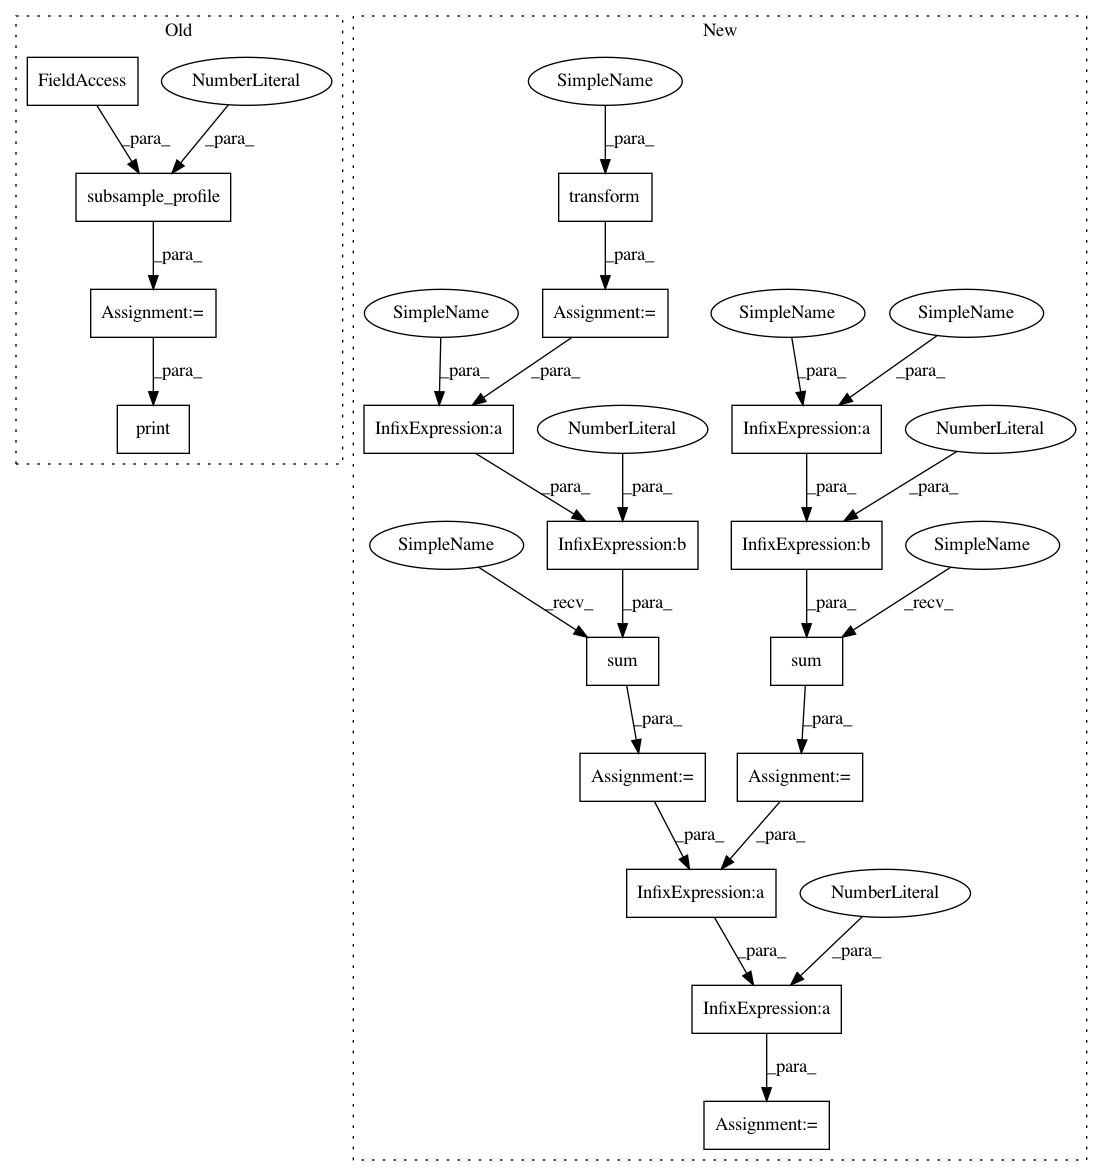 Old
New
FieldAccess
NumberLiteral
SimpleName
_para_
_para_
_para_
subsample_profile
transform
_para_
_para_
Assignment:=
SimpleName
Assignment:=
SimpleName
SimpleName
_para_
_para_
_para_
_para_
_para_
print
InfixExpression:a
NumberLiteral
InfixExpression:a
NumberLiteral
_para_
_para_
_para_
_para_
SimpleName
InfixExpression:b
InfixExpression:b
SimpleName
_recv_
_para_
_para_
_recv_
sum
sum
_para_
_para_
Assignment:=
Assignment:=
_para_
_para_
InfixExpression:a
NumberLiteral
_para_
_para_
InfixExpression:a
_para_
Assignment:=